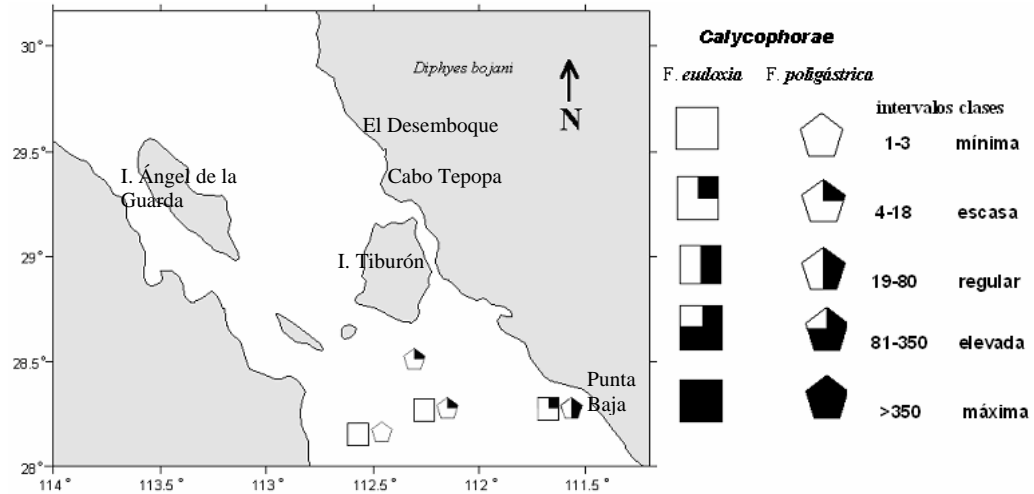 30°
29.5°
29°
28.5°
28°
114
113.5°
113°
112.5°
112°
111.5°
Diphyes bojani
N
El Desemboque
Cabo Tepopa
I. Ángel de la
Guarda
I. Tiburón
Punta
Baja
Calycophorae
F. eudoxia F. poligástrica
intervalos clases
1-3 mínima
4-18 escasa
19-80 regular
81-350 elevada
>350 máxima